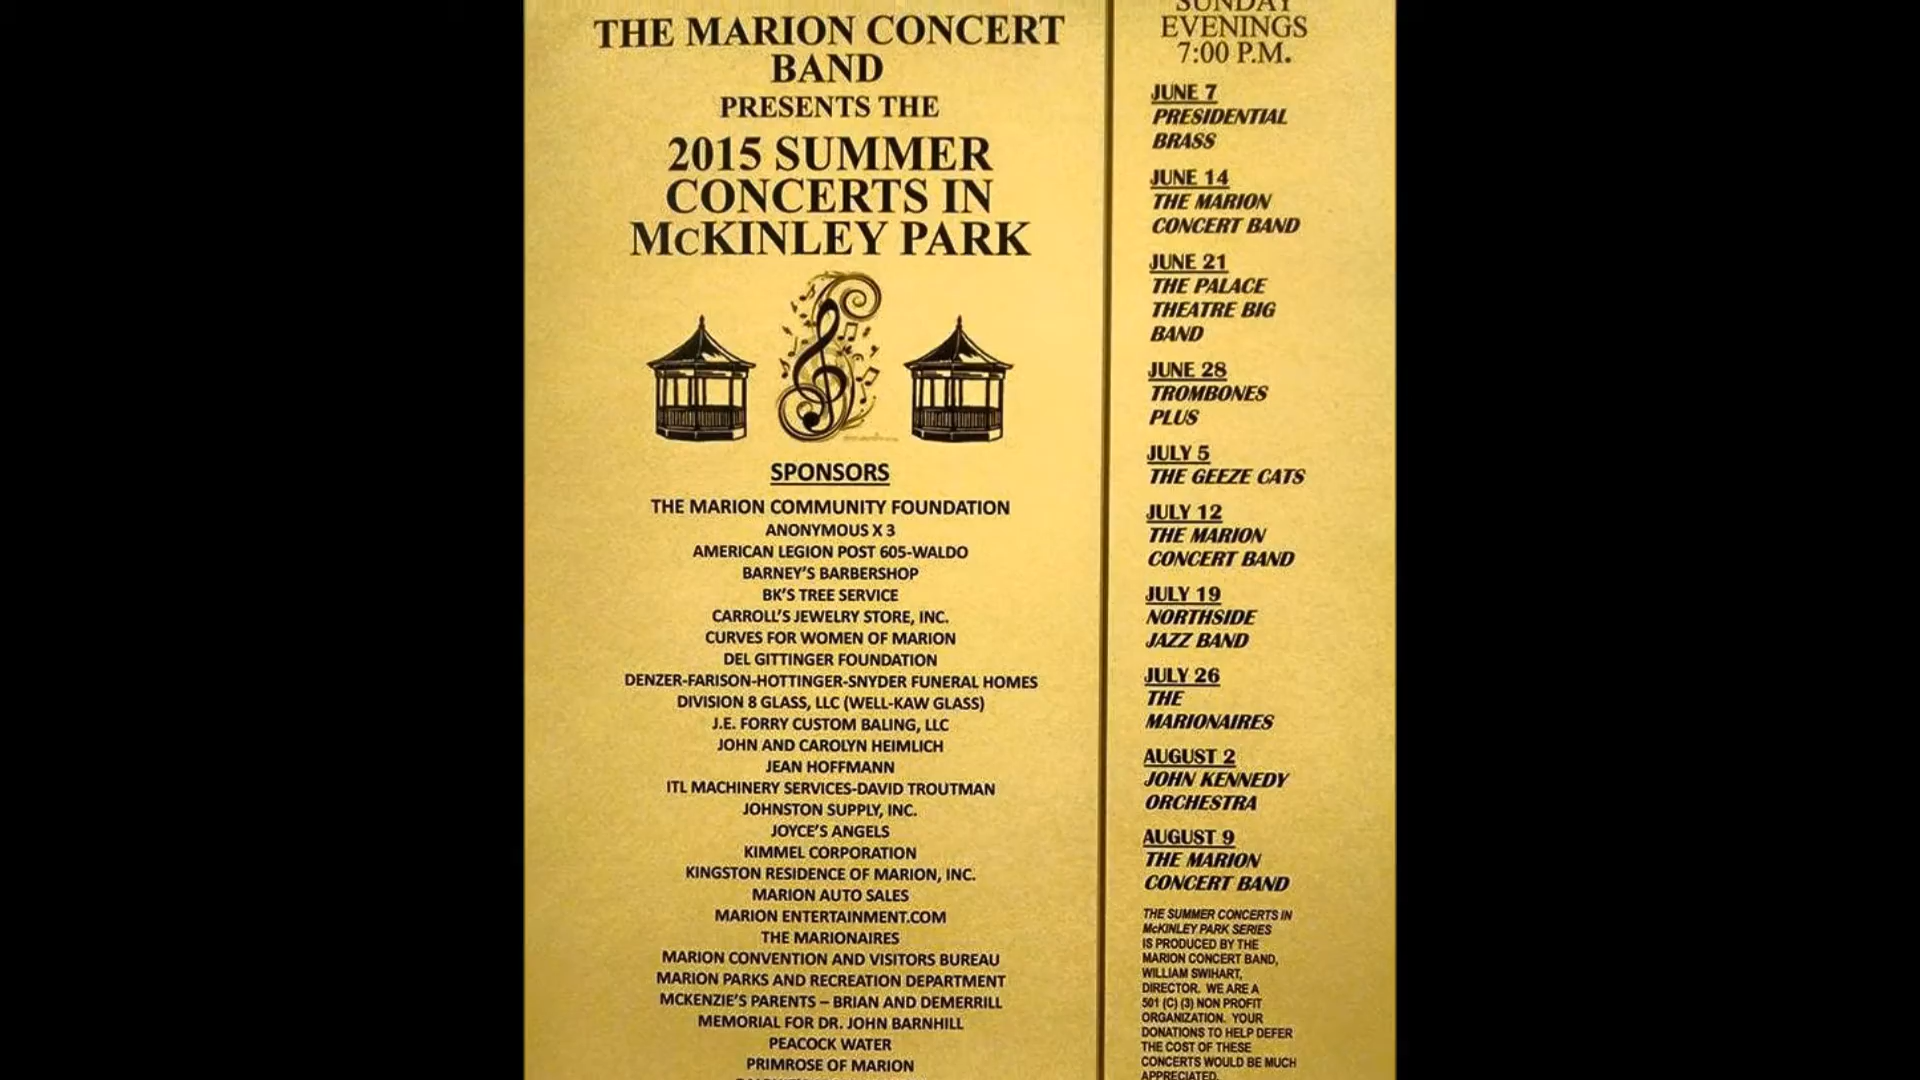 THE MARION CONCERT
BAND
PRESENTS THE
2015 SUMMER
CONCERTS IN
McKINLEY PARK
SPONSORS
THE MARION COMMUNITY FOUNDATION
ANONYMOUS X 3
AMERICAN LEGION POST 605-WALDO
BARNEY'S BARBERSHOP
BK'S TREE SERVICE
CARROLL'S JEWELRY STORE, INC.
CURVES FOR WOMEN OF MARION
DEL GITTINGER FOUNDATION
DENZER-FARISON-HOTTINGER-SNYDER FUNERAL HOMES
DIVISION 8 GLASS, LLC (WELL-KAW GLASS)
J.E. FORRY CUSTOM BALING, LLC
JOHN AND CAROLYN HEIMLICH
JEAN HOFFMANN
ITL MACHINERY SERVICES-DAVID TROUTMAN
JOHNSTON SUPPLY, INC.
JOYCE'S ANGELS
KIMMEL CORPORATION
KINGSTON RESIDENCE OF MARION, INC.
MARION AUTO SALES
MARION ENTERTAINMENT.COM
THE MARIONAIRES
MARION CONVENTION AND VISITORS BUREAU
MARION PARKS AND RECREATION DEPARTMENT
MCKENZIE'S PARENTS – BRIAN AND DEMERRILL
MEMORIAL FOR DR. JOHN BARNHILL
PEACOCK WATER
PRIMROSE OF MARION
SUNDAY
EVENINGS
7:00 P.M.
JUNE 7
PRESIDENTIAL
BRASS
JUNE 14
THE MARION
CONCERT BAND
JUNE 21
THE PALACE
THEATRE BIG
BAND
JUNE 28
TROMBONES
PLUS
JULY 5
THE GEEZE CATS
JULY 12
THE MARION
CONCERT BAND
JULY 19
NORTHSIDE
JAZZ BAND
JULY 26
THE
MARIONAIRES
AUGUST 2
JOHN KENNEDY
ORCHESTRA
AUGUST 9
THE MARION
CONCERT BAND
THE SUMMER CONCERTS IN
McKINLEY PARK SERIES
IS PRODUCED BY THE
MARION CONCERT BAND,
WILLIAM SWIHART,
DIRECTOR. WE ARE A
501 (C) (3) NON PROFIT
ORGANIZATION. YOUR
DONATIONS TO HELP DEFER
THE COST OF THESE
CONCERTS WOULD BE MUCH
APPRECIATED.